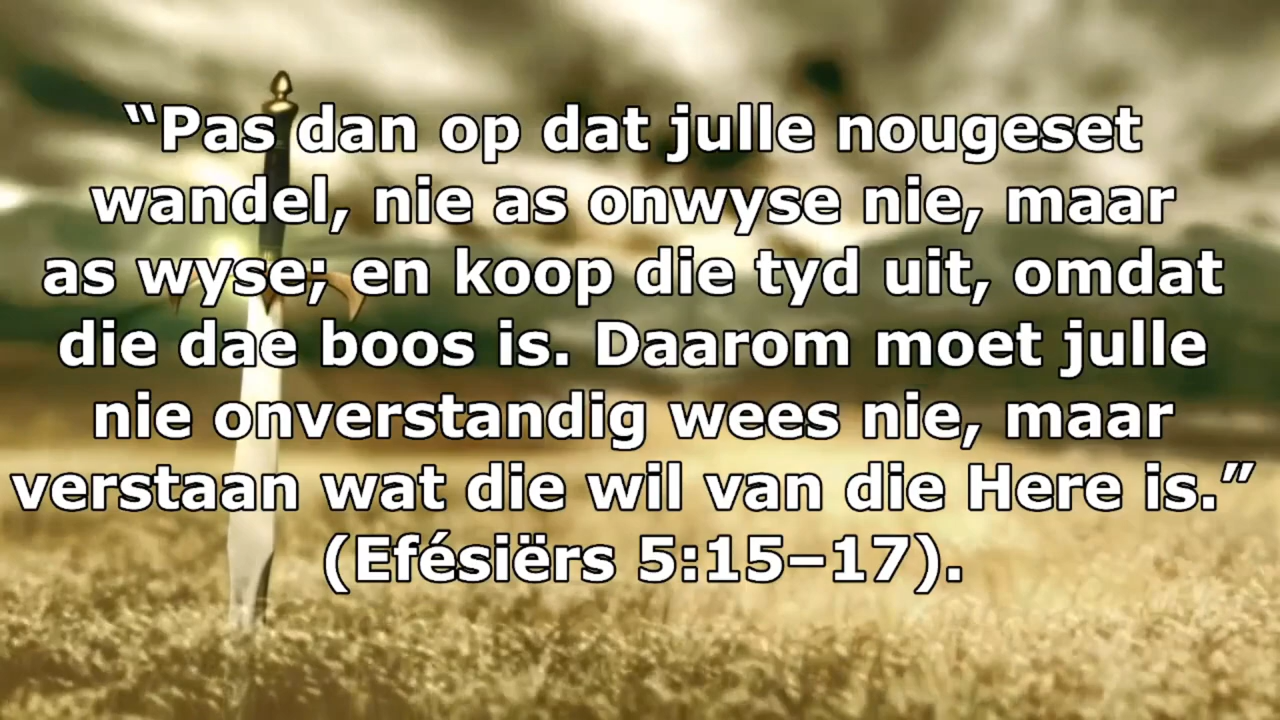 “Pas dan op dat julle nougeset
wandel, nie as onwyse nie, maar
as wyse; en koop die tyd uit, omdat
die dae boos is. Daarom moet julle
nie onverstandig wees nie, maar
verstaan wat die wil van die Here is.”
(Efésiërs 5:15–17).